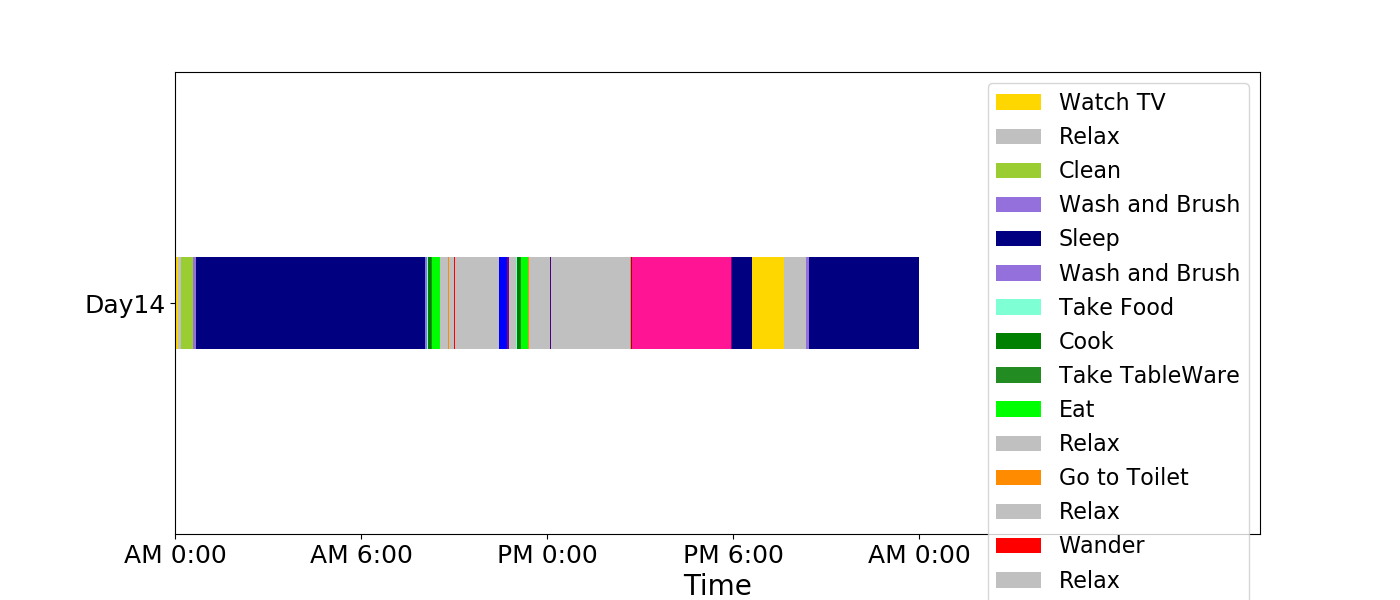 Watch TV
Relax
Clean
Wash and Brush
Sleep
Wash and Brush
Take Food
Cook
Take TableWare
Eat
Relax
Go to Toilet
Relax
Wander
Relax
Day14
AM 0:00 AM 6:00 PM 0:00 PM 6:00 AM 0:00
Time